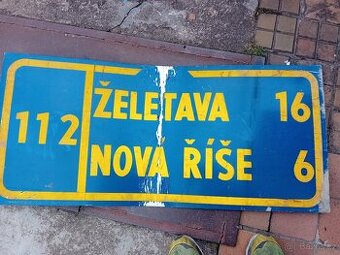 112
ŽELETAVA 16
NOVÁ ŘÍŠE 6